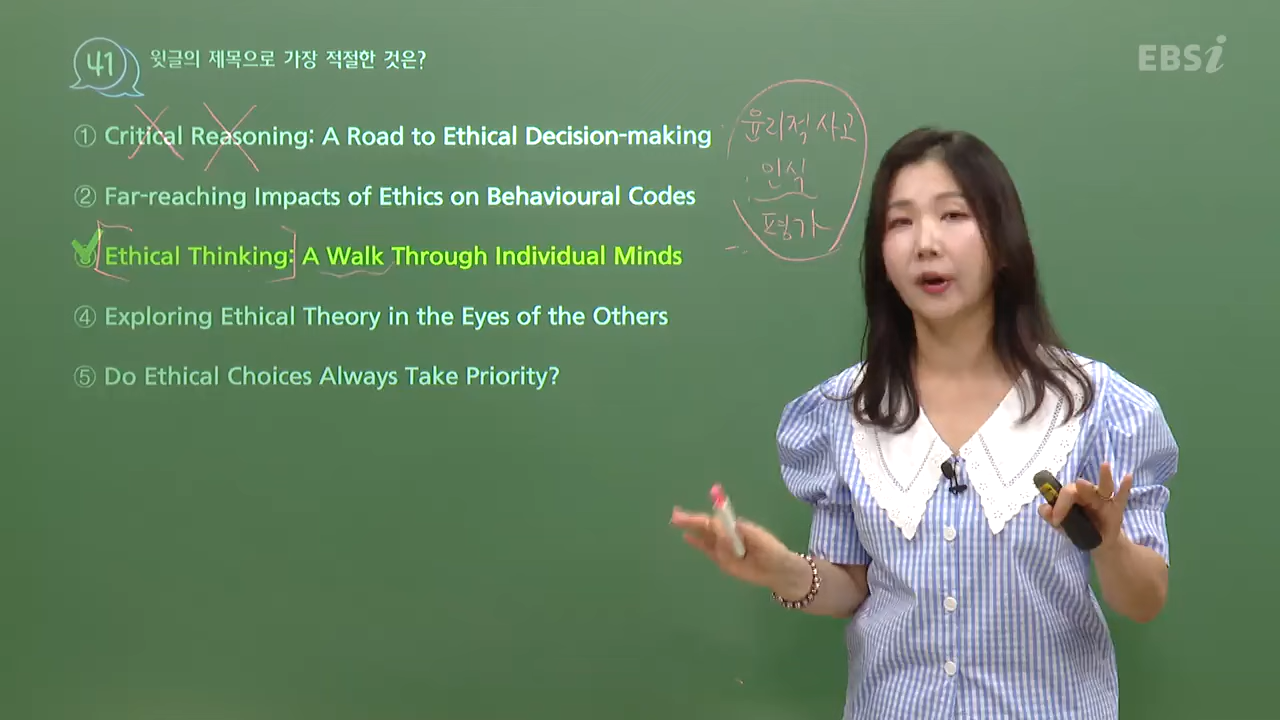 41 윗글의 제목으로 가장 적절한 것은?
EBSi
① Critical Reasoning: A Road to Ethical Decision-making
② Far-reaching Impacts of Ethics on Behavioural Codes
Ethical Thinking: A Walk Through Individual Minds
④ Exploring Ethical Theory in the Eyes of the Others
⑤ Do Ethical Choices Always Take Priority?
윤리적 사고
인식
평가